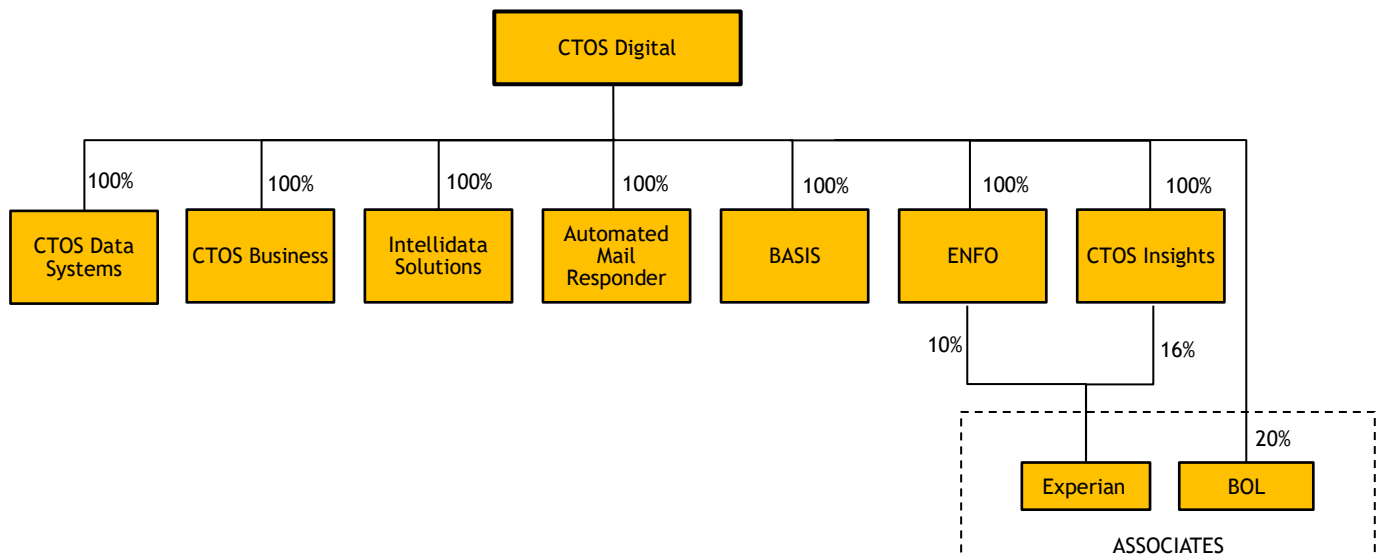 CTOS Digital
100%
100%
100%
100%
100%
100%
100%
CTOS Data
Systems
CTOS Business
Intellidata
Solutions
Automated
Mail
Responder
BASIS
ENFO
CTOS Insights
10%
16%
20%
Experian
BOL
ASSOCIATES